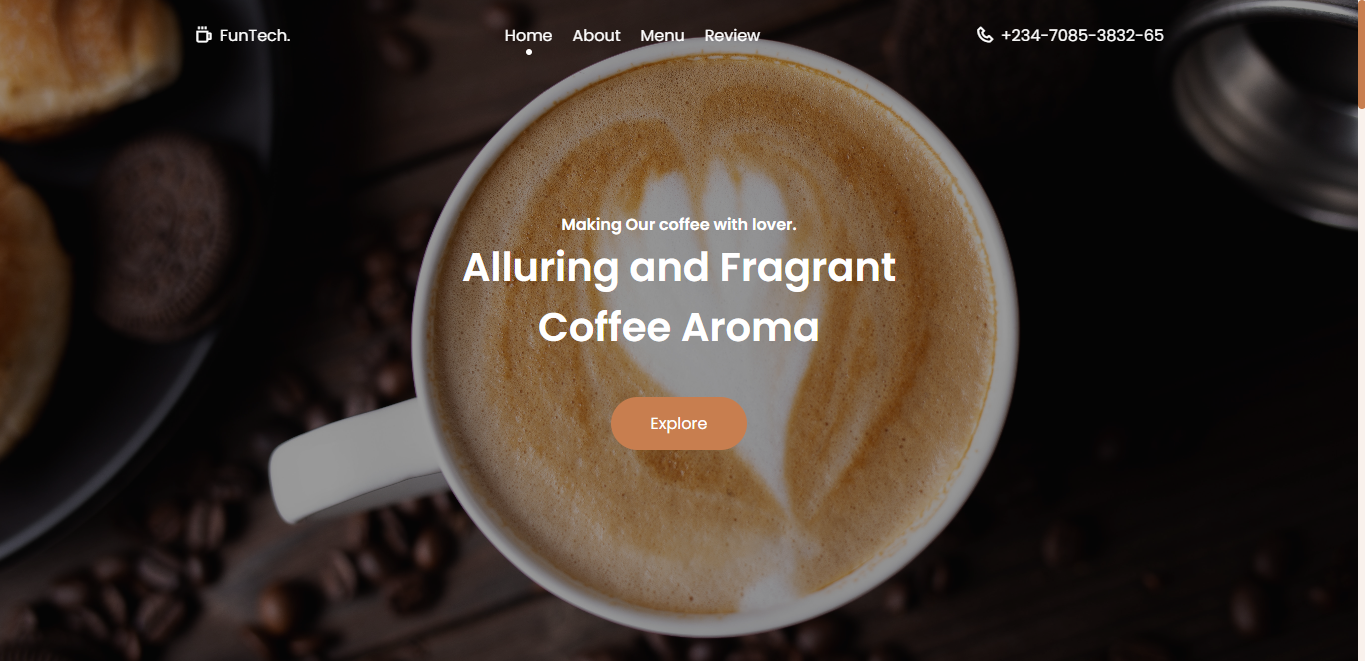 FunTech.
Home About Menu Review
+234-7085-3832-65
Making Our coffee with lover.
Alluring and Fragrant
Coffee Aroma
Explore